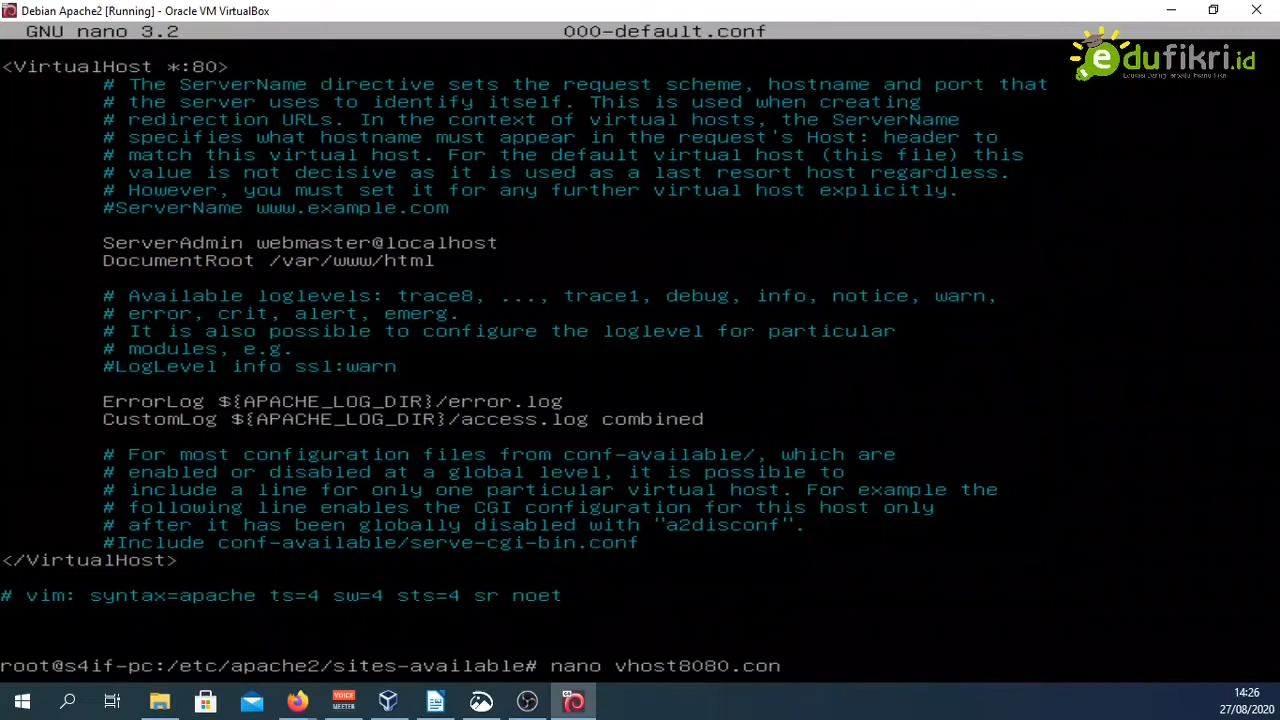 Debian Apache2 [Running] - Oracle VM VirtualBox
GNU nano 3.2 000-default.conf
edufikri.id
<VirtualHost *:80>
# The ServerName directive sets the request scheme, hostname and port that
# the server uses to identify itself. This is used when creating
# redirection URLs. In the context of virtual hosts, the ServerName
# specifies what hostname must appear in the request's Host: header to
# match this virtual host. For the default virtual host (this file) this
# value is not decisive as it is used as a last resort host regardless.
# However, you must set it for any further virtual host explicitly.
#ServerName www.example.com
ServerAdmin webmaster@localhost
DocumentRoot /var/www/html
# Available loglevels: trace8, ..., trace1, debug, info, notice, warn,
# error, crit, alert, emerg.
# It is also possible to configure the loglevel for particular
# modules, e.g.
#LogLevel info ssl:warn
ErrorLog ${APACHE_LOG_DIR}/error.log
CustomLog ${APACHE_LOG_DIR}/access.log combined
# For most configuration files from conf-available/, which are
# enabled or disabled at a global level, it is possible to
# include a line for only one particular virtual host. For example the
# following line enables the CGI configuration for this host only
# after it has been globally disabled with "a2disconf".
#Include conf-available/serve-cgi-bin.conf
</VirtualHost>
# vim: syntax=apache ts=4 sw=4 sts=4 sr noet
root@s4if-pc:/etc/apache2/sites-available# nano vhost8080.con
VOICE
MEETER
14:26
27/08/2020